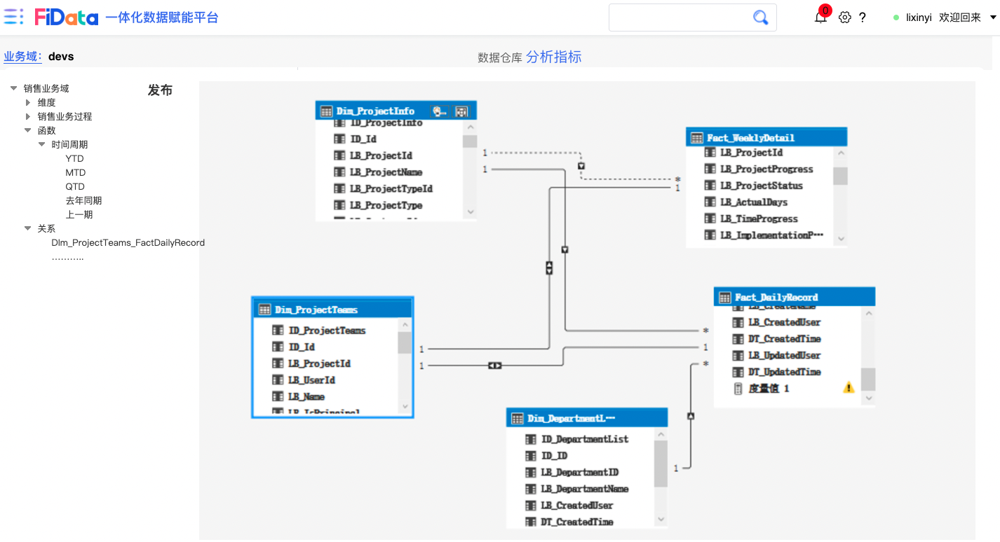 FiData 一体化数据赋能平台
0
?
lixinyi 欢迎回来
业务域: devs
数据仓库 分析指标
销售业务域
维度
销售业务过程
函数
时间周期
YTD
MTD
QTD
去年同期
上一期
关系
DIm_ProjectTeams_FactDailyRecord
………..
发布
Dim_ProjectInfo
ID_ProjectInfo
ID_Id
LB_ProjectId
LB_ProjectName
LB_ProjectTypeId
LB_ProjectType
1
1
Fact_WeeklyDetail
LB_ProjectId
LB_ProjectProgress
LB_ProjectStatus
LB_ActualDays
LB_TimeProgress
LB_ImplementationP···
*
1
Dim_ProjectTeams
ID_ProjectTeams
ID_Id
LB_ProjectId
LB_UserId
LB_Name
LB_IsPrincipal
1
1
Fact_DailyRecord
LB_CreateName
LB_CreatedUser
DT_CreatedTime
LB_UpdatedUser
DT_UpdatedTime
度量值 1
*
1
*
Dim_DepartmentL···
ID_DepartmentList
ID_ID
LB_DepartmentID
LB_DepartmentName
LB_CreatedUser
DT_CreatedTime
1